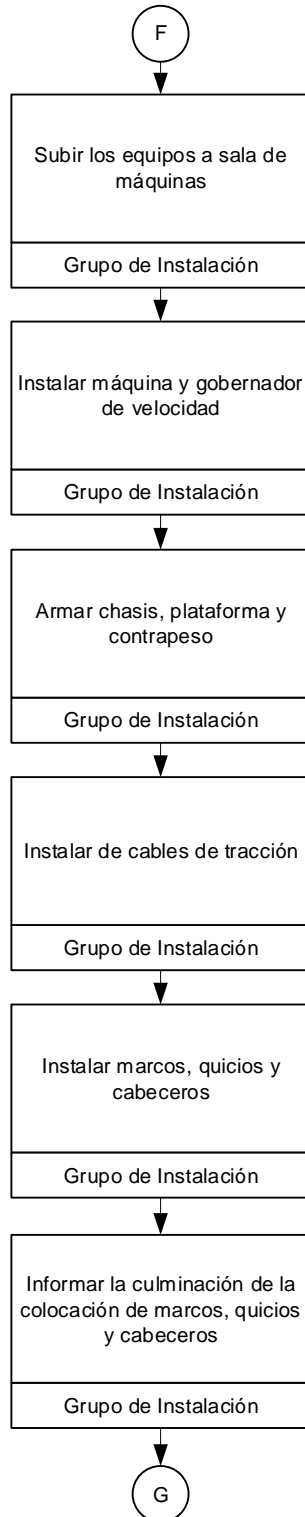 F
Subir los equipos a sala de
máquinas
Grupo de Instalación
Instalar máquina y gobernador
de velocidad
Grupo de Instalación
Armar chasis, plataforma y
contrapeso
Grupo de Instalación
Instalar de cables de tracción
Grupo de Instalación
Instalar marcos, quicios y
cabeceros
Grupo de Instalación
Informar la culminación de la
colocación de marcos, quicios
y cabeceros
Grupo de Instalación
G